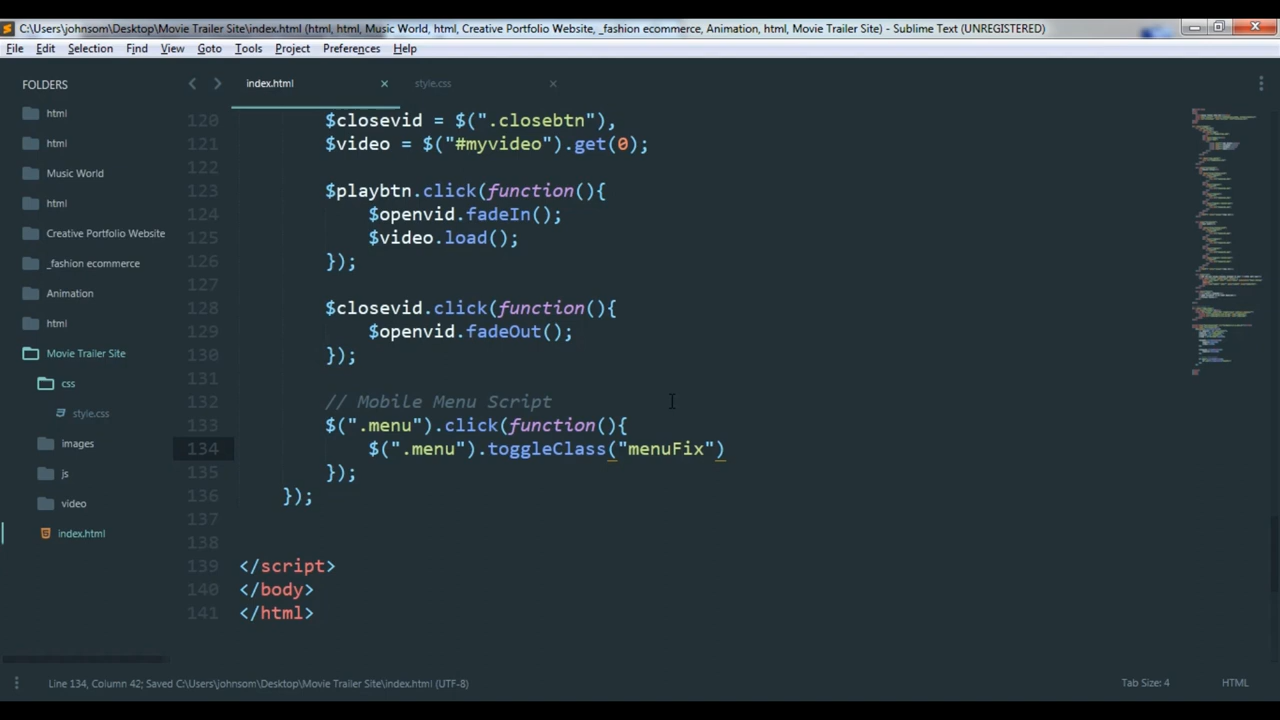 C:\Users\johnsom\Desktop\Movie Trailer Site\index.html (html, html, Music World, html, Creative Portfolio Website, _fashion ecommerce, Animation, html, Movie Trailer Site) - Sublime Text (UNREGISTERED)
File Edit Selection Find View Goto Tools Project Preferences Help
FOLDERS
html
html
Music World
html
Creative Portfolio Website
_fashion ecommerce
Animation
html
Movie Trailer Site
css
style.css
images
js
video
index.html
index.html × style.css ×
120 $closevid = $(".closebtn"),
121 $video = $("#myvideo").get(0);
122
123 $playbtn.click(function(){
124 $openvid.fadeIn();
125 $video.load();
126 });
127
128 $closevid.click(function(){
129 $openvid.fadeOut();
130 });
131
132 // Mobile Menu Script
133 $(".menu").click(function(){
134 $(".menu").toggleClass("menuFix")
135 });
136 });
137
138
139 </script>
140 </body>
141 </html>
Line 134, Column 42; Saved C:\Users\johnsom\Desktop\Movie Trailer Site\index.html (UTF-8) Tab Size: 4 HTML